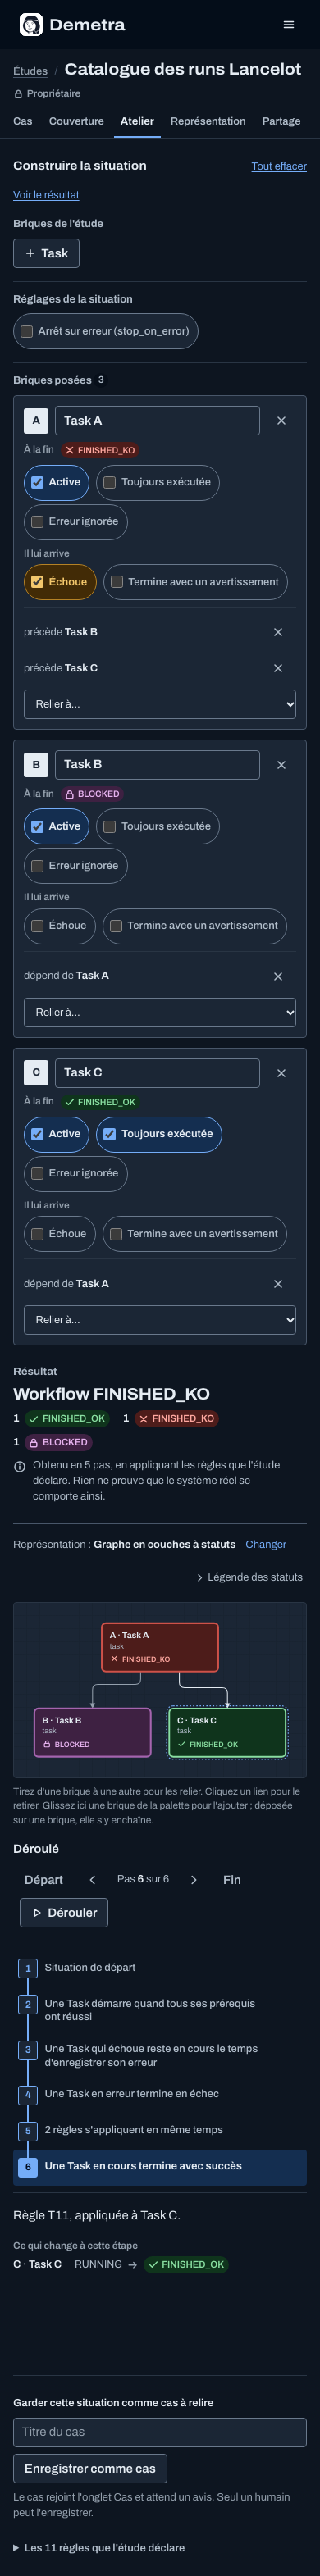 Demetra
Études / Catalogue des runs Lancelot
Propriétaire
Cas Couverture Atelier Représentation Partage
Construire la situation Tout effacer
Voir le résultat
Briques de l'étude
+ Task
Réglages de la situation
Arrêt sur erreur (stop_on_error)
Briques posées 3
A Task A
À la fin FINISHED_KO
Active Toujours exécutée
Erreur ignorée
Il lui arrive
Échoue Termine avec un avertissement
précède Task B
précède Task C
Relier à...
B Task B
À la fin BLOCKED
Active Toujours exécutée
Erreur ignorée
Il lui arrive
Échoue Termine avec un avertissement
dépend de Task A
Relier à...
C Task C
À la fin FINISHED_OK
Active Toujours exécutée
Erreur ignorée
Il lui arrive
Échoue Termine avec un avertissement
dépend de Task A
Relier à...
Résultat
Workflow FINISHED_KO
1 FINISHED_OK 1 FINISHED_KO
1 BLOCKED
Obtenu en 5 pas, en appliquant les règles que l'étude
déclare. Rien ne prouve que le système réel se
comporte ainsi.
Représentation : Graphe en couches à statuts Changer
Légende des statuts
A · Task A
task
FINISHED_KO
B · Task B
task
BLOCKED
C · Task C
task
FINISHED_OK
Tirez d'une brique à une autre pour les relier. Cliquez un lien pour le
retirer. Glissez ici une brique de la palette pour l'ajouter ; déposée
sur une brique, elle s'y enchaîne.
Déroulé
Départ Pas 6 sur 6 Fin
Dérouler
1 Situation de départ
2 Une Task démarre quand tous ses prérequis
ont réussi
3 Une Task qui échoue reste en cours le temps
d'enregistrer son erreur
4 Une Task en erreur termine en échec
5 2 règles s'appliquent en même temps
6 Une Task en cours termine avec succès
Règle T11, appliquée à Task C.
Ce qui change à cette étape
C · Task C RUNNING → FINISHED_OK
Garder cette situation comme cas à relire
Titre du cas
Enregistrer comme cas
Le cas rejoint l'onglet Cas et attend un avis. Seul un humain
peut l'enregistrer.
Les 11 règles que l'étude déclare